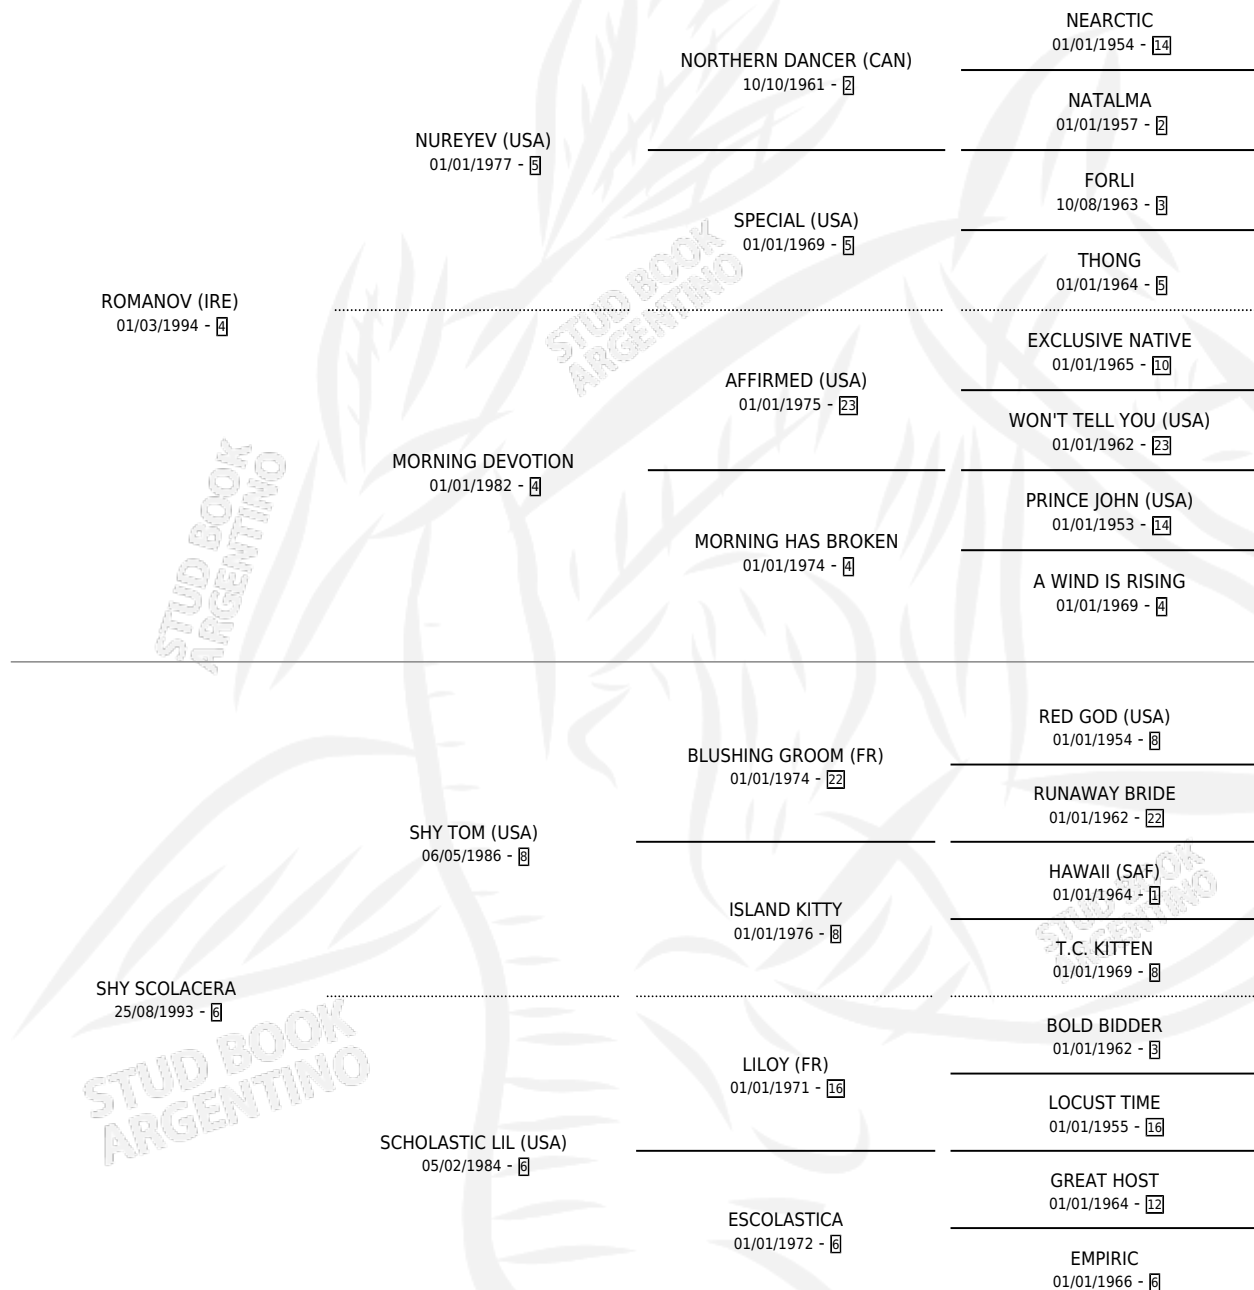 NEARCTIC
01/01/1954 - 14
NORTHERN DANCER (CAN)
10/10/1961 - 2
NATALMA
01/01/1957 - 2
NUREYEV (USA)
01/01/1977 - 5
FORLI
10/08/1963 - 3
SPECIAL (USA)
01/01/1969 - 5
THONG
01/01/1964 - 5
ROMANOV (IRE)
01/03/1994 - 4
STUD BOOK
ARGENTINO
EXCLUSIVE NATIVE
01/01/1965 - 10
AFFIRMED (USA)
01/01/1975 - 23
WON'T TELL YOU (USA)
01/01/1962 - 23
MORNING DEVOTION
01/01/1982 - 4
PRINCE JOHN (USA)
01/01/1953 - 14
MORNING HAS BROKEN
01/01/1974 - 4
A WIND IS RISING
01/01/1969 - 4
STUD BOOK
ARGENTINO
RED GOD (USA)
01/01/1954 - 8
BLUSHING GROOM (FR)
01/01/1974 - 22
RUNAWAY BRIDE
01/01/1962 - 22
SHY TOM (USA)
06/05/1986 - 8
HAWAII (SAF)
01/01/1964 - 1
ISLAND KITTY
01/01/1976 - 8
STUD BOOK
ARGENTINO
T.C. KITTEN
01/01/1969 - 8
SHY SCOLACERA
25/08/1993 - 6
STUD BOOK
ARGENTINO
BOLD BIDDER
01/01/1962 - 3
LILOY (FR)
01/01/1971 - 16
LOCUST TIME
01/01/1955 - 16
SCHOLASTIC LIL (USA)
05/02/1984 - 6
GREAT HOST
01/01/1964 - 12
ESCOLASTICA
01/01/1972 - 6
EMPIRIC
01/01/1966 - 6